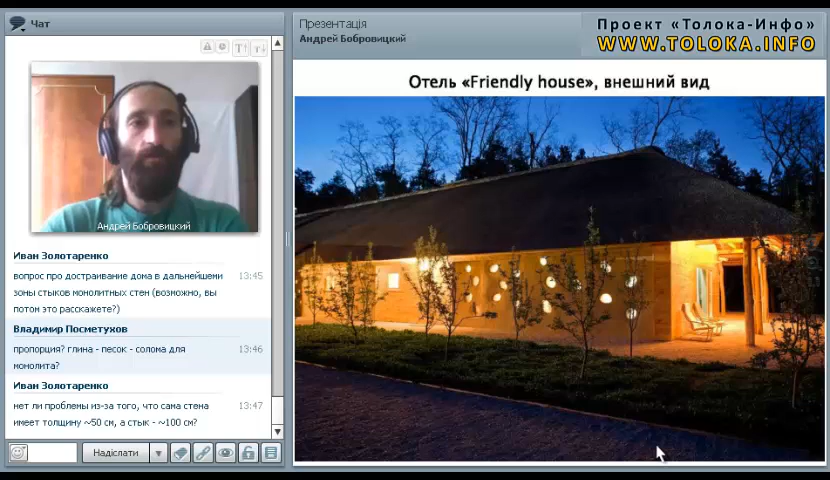 Чат
Андрей Бобровицкий
Иван Золотаренко
вопрос про достраивание дома в дальнейшем
зоны стыков монолитных стен (возможно, вы
потом это расскажете?)
13:45
Владимир Посметухов
пропорция? глина - песок - солома для
монолита?
13:46
Иван Золотаренко
нет ли проблемы из-за того, что сама стена
имеет толщину ~50 см, а стык - ~100 см?
13:47
Надіслати
Презентація
Андрей Бобровицкий
Проект «Толока-Инфо»
WWW.TOLOKA.INFO
Отель «Friendly house», внешний вид